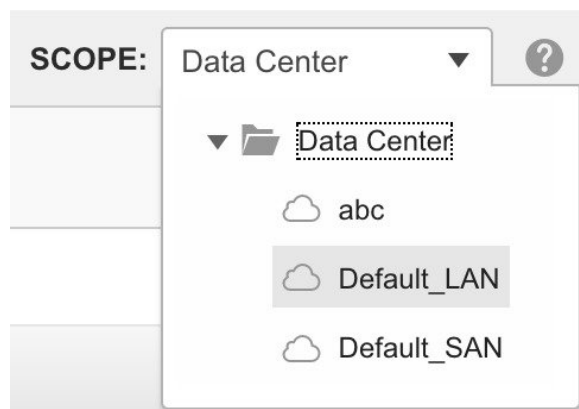 SCOPE: Data Center ?
Data Center
abc
Default_LAN
Default_SAN